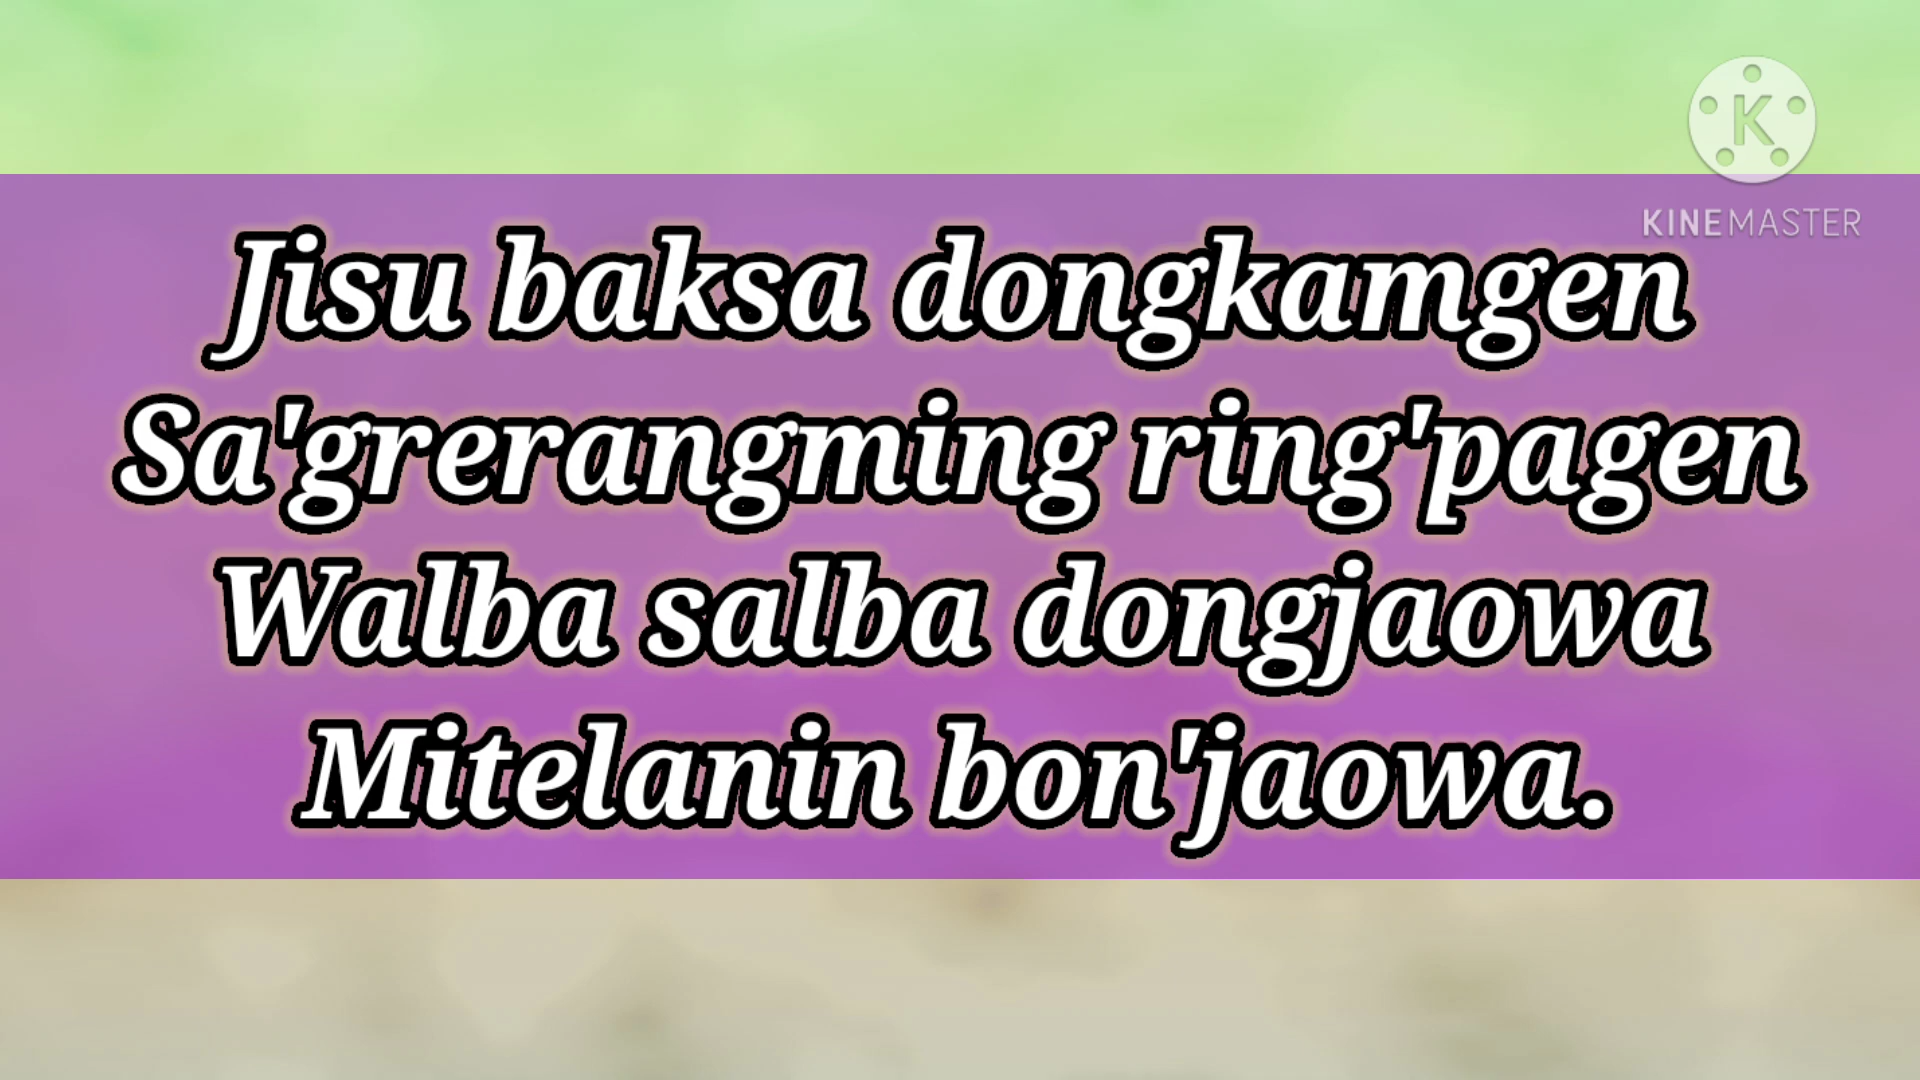 K
KINEMASTER
Jisu baksa dongkamgen
Sa'grerangming ring'pagen
Walba salba dongjaowa
Mitelanin bon'jaowa.